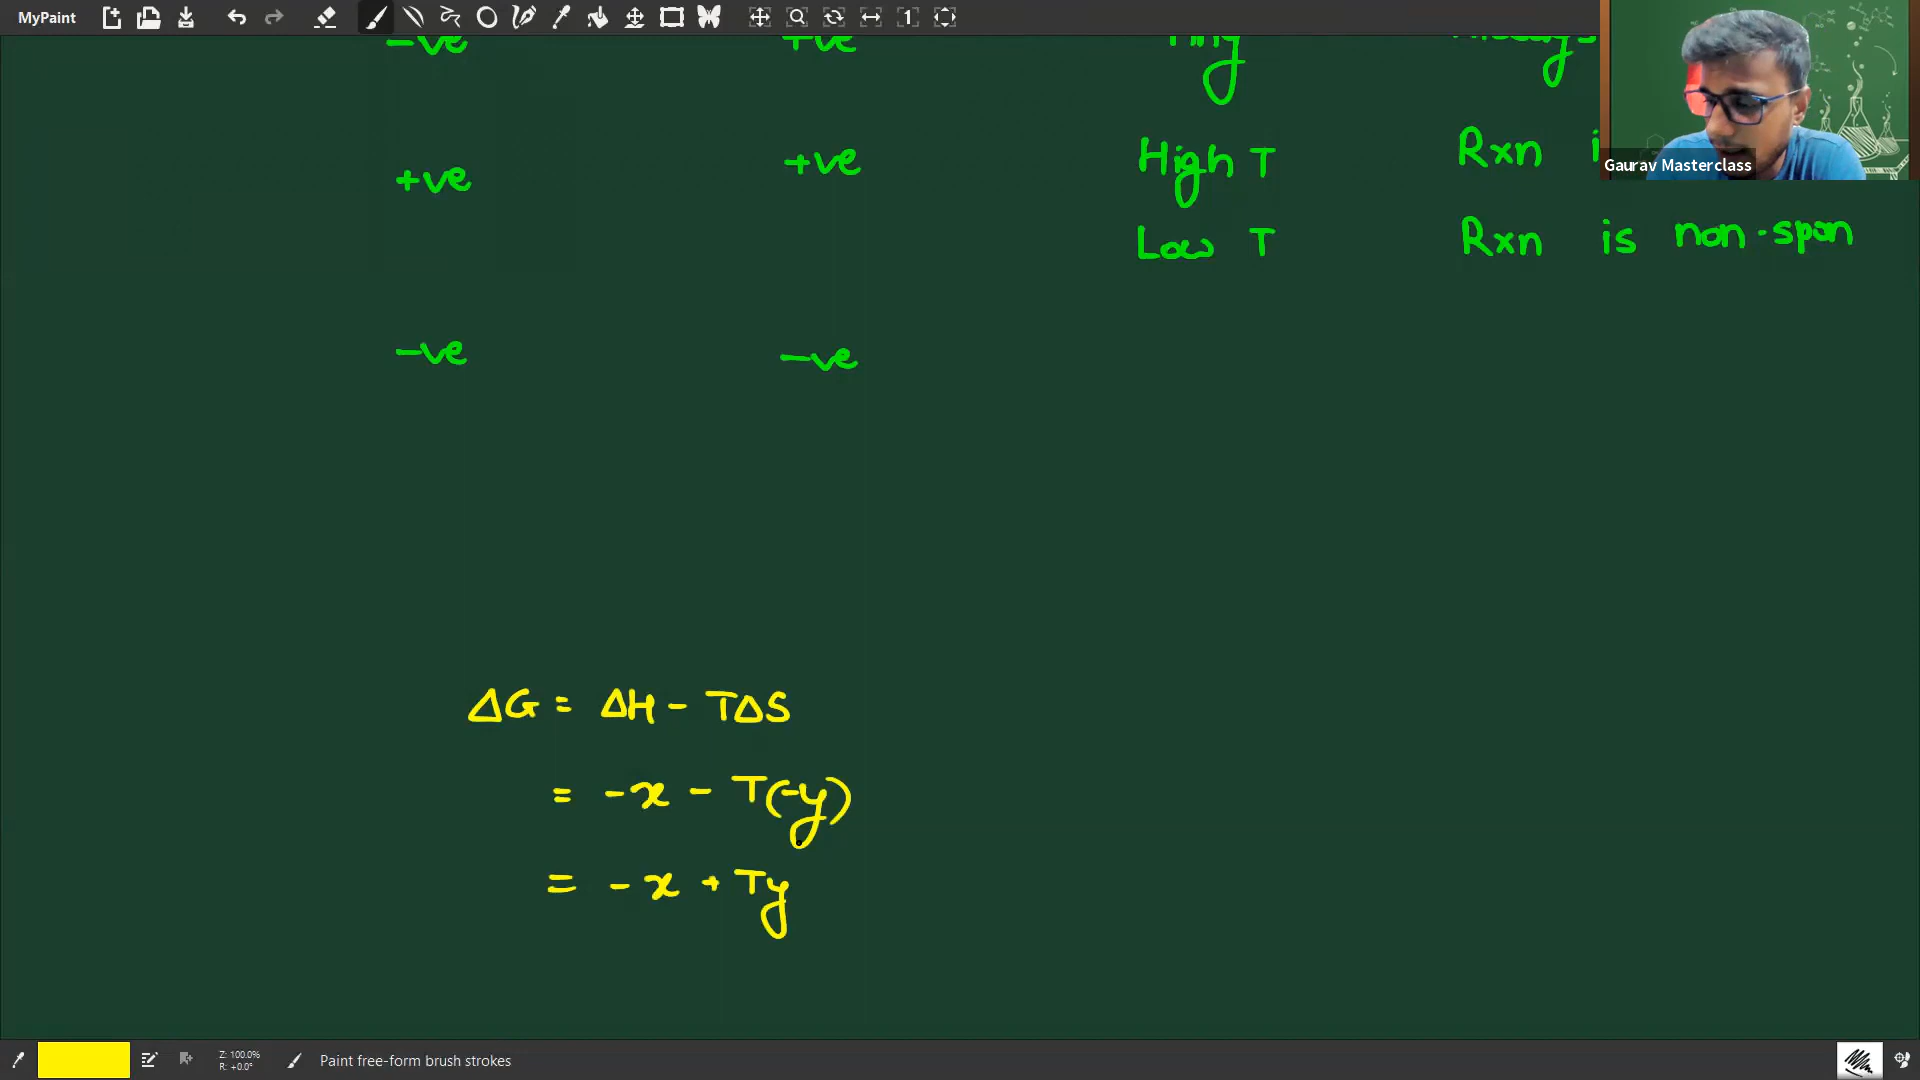 MyPaint
-ve +ve
Gaurav Masterclass
+ve +ve High T Rxn
Low T Rxn is non-spon
-ve -ve
ΔG = ΔH - TΔS
= -x - T(-y)
= -x + Ty
Z: 100.0%
R: +0.0°
Paint free-form brush strokes